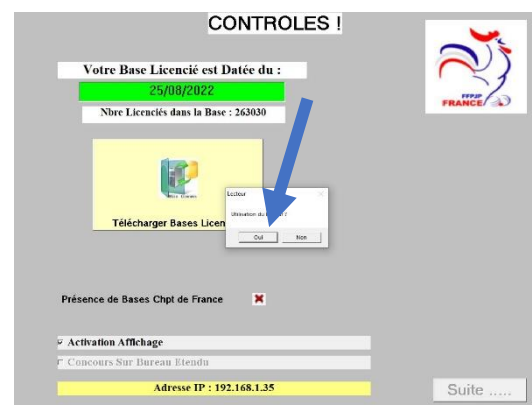 CONTROLES !
Votre Base Licencié est Datée du :
25/08/2022
Nbre Licenciés dans la Base : 263030
FFPJP
FRANCE
Télécharger Bases Licen
Lecteur
Utilisation du
Oui
Non
Présence de Bases Chpt de France
Activation Affichage
Concours Sur Bureau Etendu
Adresse IP : 192.168.1.35
Suite .....